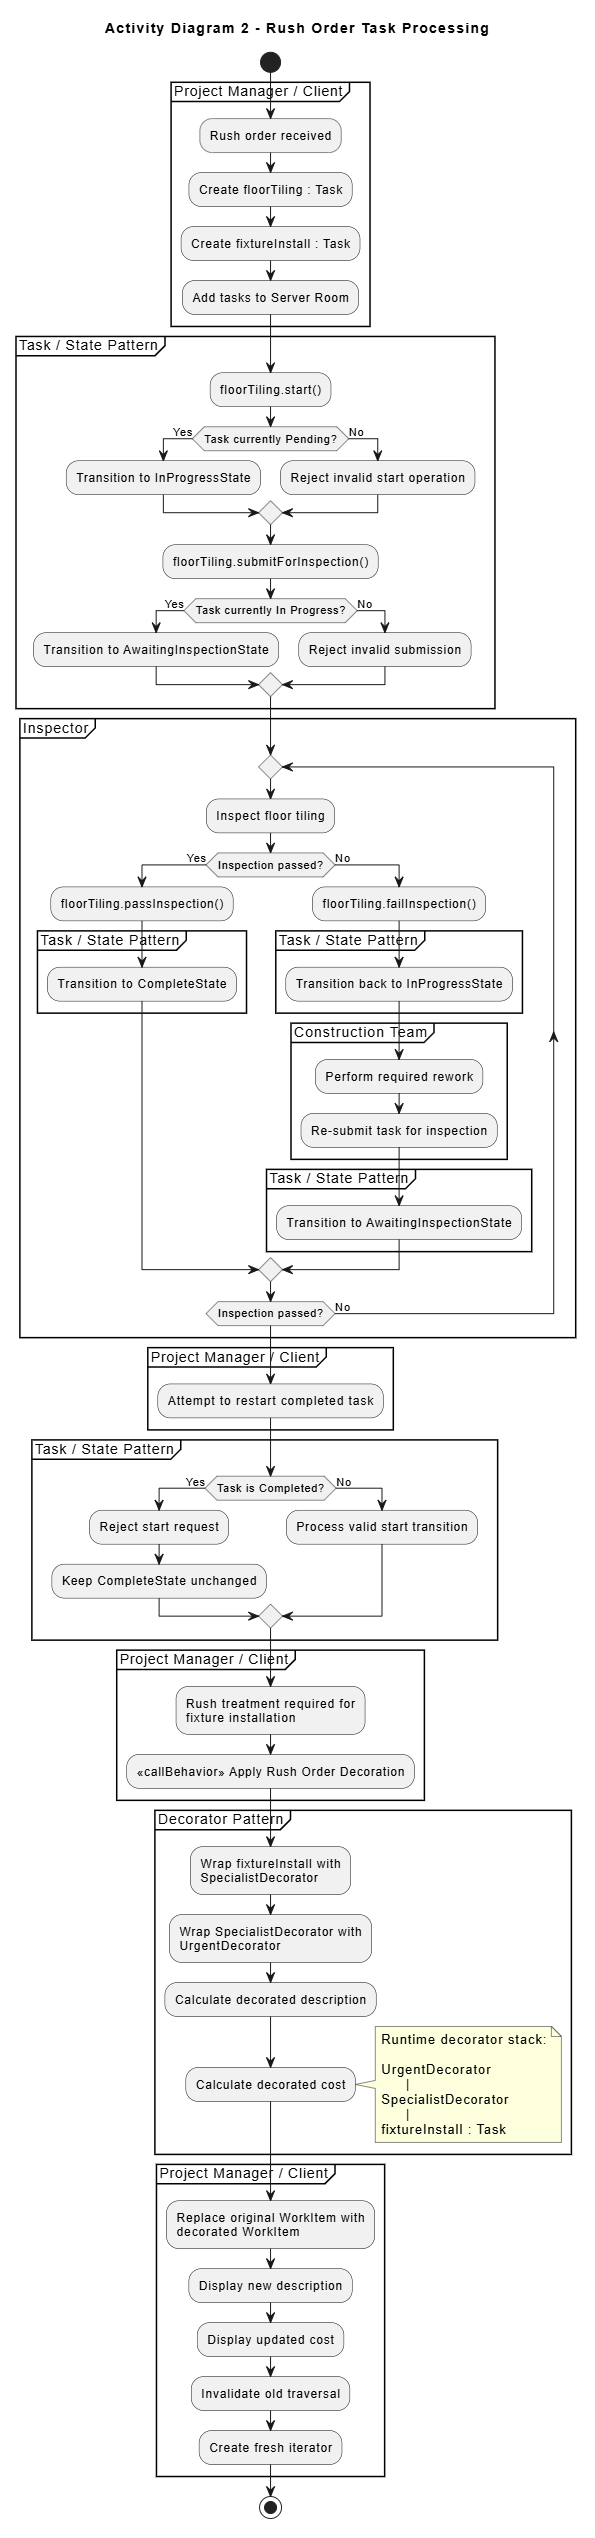 Activity Diagram 2 - Rush Order Task Processing
Project Manager / Client
Rush order received
Create floorTiling : Task
Create fixtureInstall : Task
Add tasks to Server Room
Task / State Pattern
floorTiling.start()
Yes
Task currently Pending?
No
Transition to InProgressState
Reject invalid start operation
floorTiling.submitForInspection()
Yes
Task currently In Progress?
No
Transition to AwaitingInspectionState
Reject invalid submission
Inspector
Inspect floor tiling
Yes
Inspection passed?
No
floorTiling.passInspection()
floorTiling.failInspection()
Task / State Pattern
Task / State Pattern
Transition to CompleteState
Transition back to InProgressState
Construction Team
Perform required rework
Re-submit task for inspection
Task / State Pattern
Transition to AwaitingInspectionState
Inspection passed?
No
Project Manager / Client
Attempt to restart completed task
Task / State Pattern
Yes
Task is Completed?
No
Reject start request
Process valid start transition
Keep CompleteState unchanged
Project Manager / Client
Rush treatment required for
fixture installation
«callBehavior» Apply Rush Order Decoration
Decorator Pattern
Wrap fixtureInstall with
SpecialistDecorator
Wrap SpecialistDecorator with
UrgentDecorator
Calculate decorated description
Calculate decorated cost
Runtime decorator stack:
UrgentDecorator
|
SpecialistDecorator
|
fixtureInstall : Task
Project Manager / Client
Replace original WorkItem with
decorated WorkItem
Display new description
Display updated cost
Invalidate old traversal
Create fresh iterator